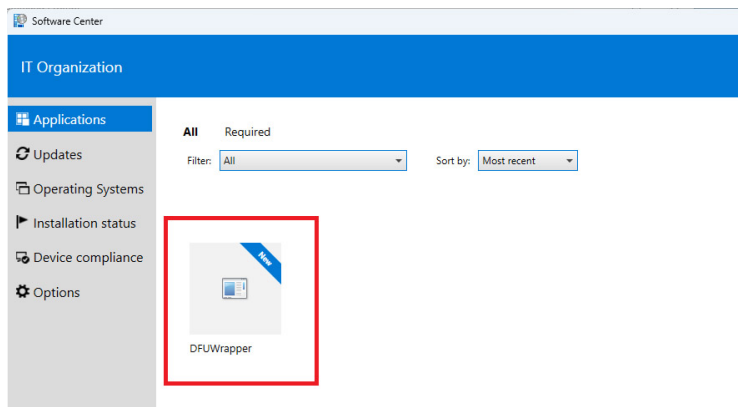 Software Center
IT Organization
Applications
Updates
Operating Systems
Installation status
Device compliance
Options
All Required
Filter: All Sort by: Most recent
New
DFUWrapper